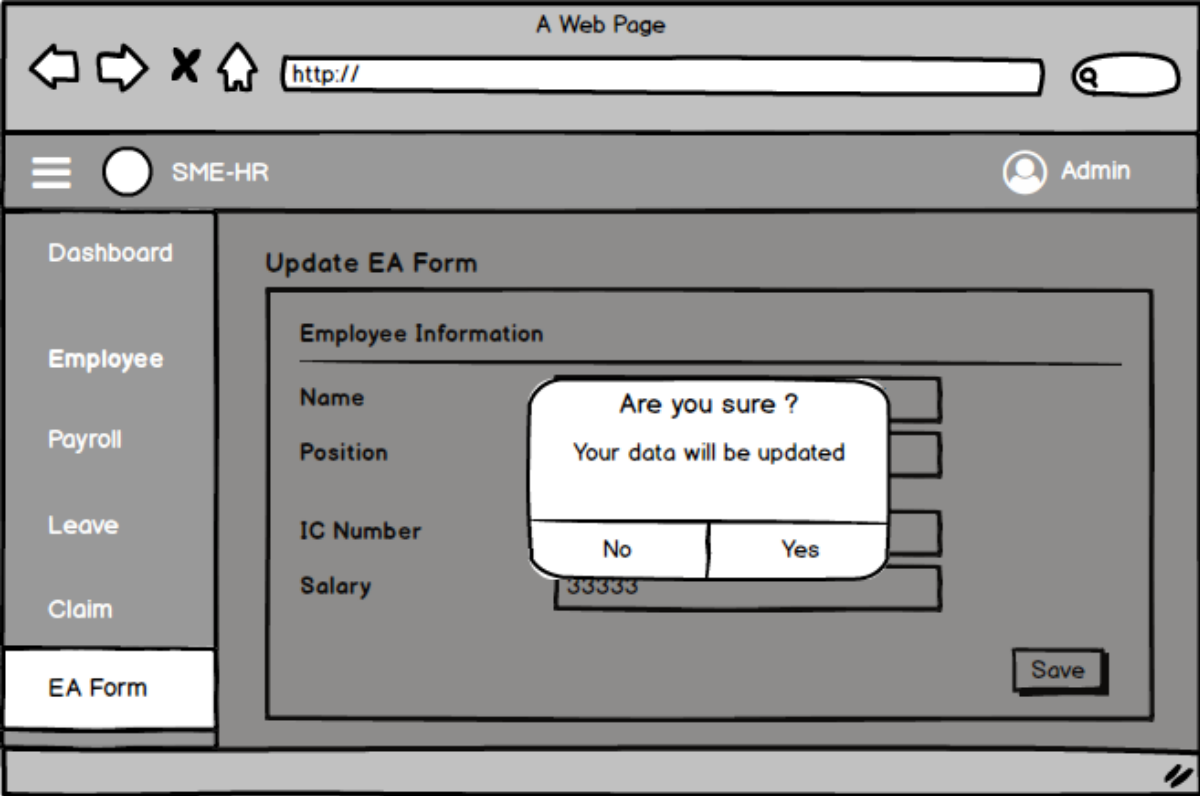 A Web Page
http://
SME-HR
Admin
Dashboard
Employee
Payroll
Leave
Claim
EA Form
Update EA Form
Employee Information
Name
Position
IC Number
Salary
33333
Are you sure ?
Your data will be updated
No
Yes
Save